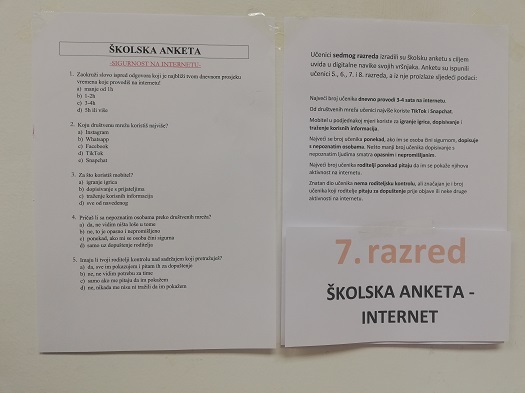 ŠKOLSKA ANKETA
-SIGURNOST NA INTERNETU-
1. Zaokruži slovo ispred odgovora koji je najbliži tvom dnevnom prosjeku
vremena koje provodiš na internetu!
a) manje od 1h
b) 1-2h
c) 3-4h
d) 5h ili više
2. Koju društvenu mrežu koristiš najviše?
a) Instagram
b) Whatsapp
c) Facebook
d) TikTok
e) Snapchat
3. Za što koristiš mobitel?
a) igranje igrica
b) dopisivanje s prijateljima
c) traženje korisnih informacija
d) sve od navedenog
4. Pričaš li sa nepoznatim osobama preko društvenih mreža?
a) da, ne vidim ništa loše u tome
b) ne, to je opasno i nepromišljeno
c) ponekad, ako mi se osoba čini sigurna
d) samo uz dopuštenje roditelja
5. Imaju li tvoji roditelji kontrolu nad sadržajem koji pretražuješ?
a) da, sve im pokazujem i pitam ih za dopuštenje
b) ne, ne vidim potrebu za time
c) samo ako me pitaju da im pokažem
d) ne, nikada me nisu ni tražili da im pokažem
Učenici sedmog razreda izradili su školsku anketu s ciljem
uvida u digitalne navike svojih vršnjaka. Anketu su ispunili
učenici 5., 6., 7. i 8. razreda, a iz nje proizlaze sljedeći podaci:
Najveći broj učenika dnevno provodi 3-4 sata na internetu.
Od društvenih mreža učenici najviše koriste TikTok i Snapchat.
Mobitel u podjednakoj mjeri koriste za igranje igrica, dopisivanje i
traženje korisnih informacija.
Najveći se broj učenika ponekad, ako im se osoba čini sigurnom, dopisuje
s nepoznatim osobama. Nešto manji broj učenika dopisivanje s
nepoznatim ljudima smatra opasnim i nepromišljenim.
Najveći broj učenika roditelji ponekad pitaju da im se pokaže njihova
aktivnost na internetu.
Znatan dio učenika nema roditeljsku kontrolu, ali značajan je i broj
učenika koji roditelje pitaju za dopuštenje prije objave ili neke druge
aktivnosti na internetu.
7. razred
ŠKOLSKA ANKETA -
INTERNET